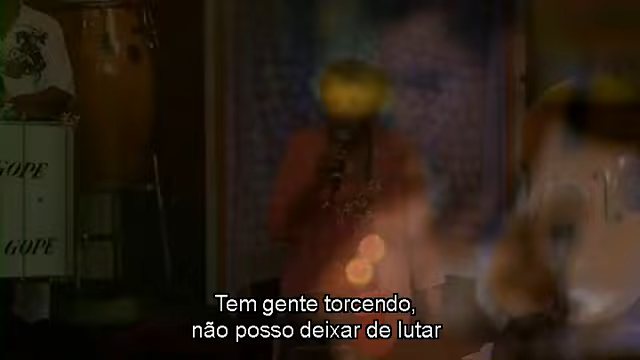 GOPE
GOPE
Tem gente torcendo,
não posso deixar de lutar